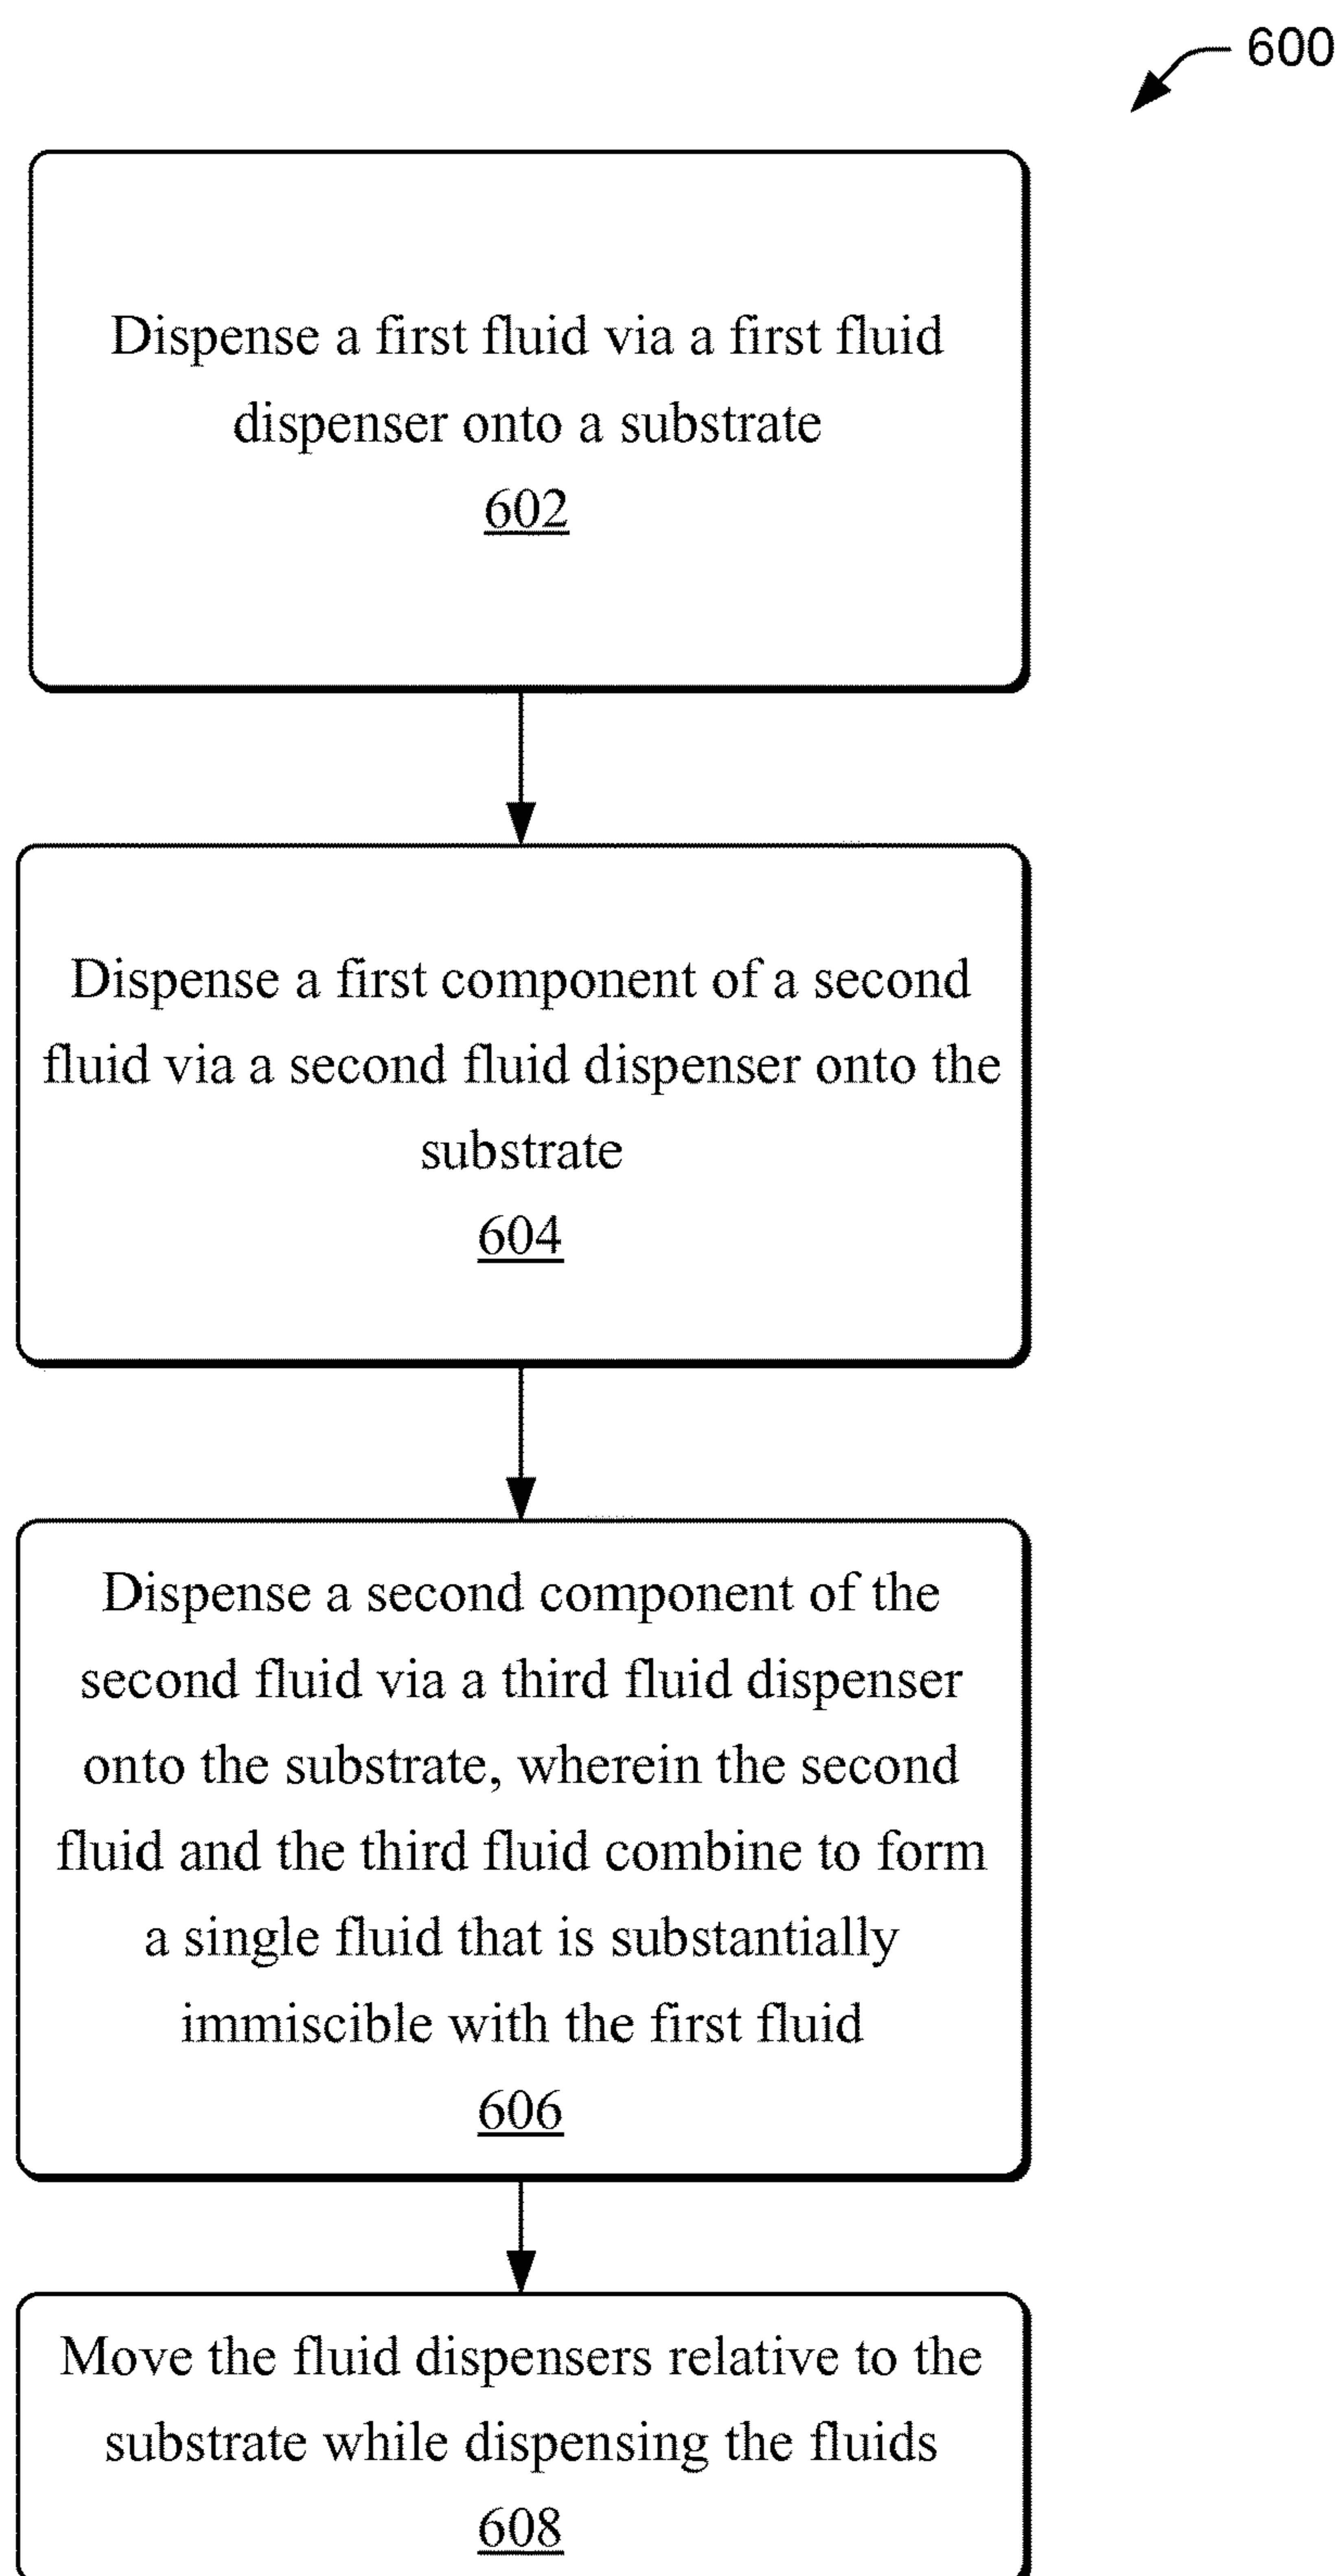 600
Dispense a first fluid via a first fluid
dispenser onto a substrate
602
Dispense a first component of a second
fluid via a second fluid dispenser onto the
substrate
604
Dispense a second component of the
second fluid via a third fluid dispenser
onto the substrate, wherein the second
fluid and the third fluid combine to form
a single fluid that is substantially
immiscible with the first fluid
606
Move the fluid dispensers relative to the
substrate while dispensing the fluids
608